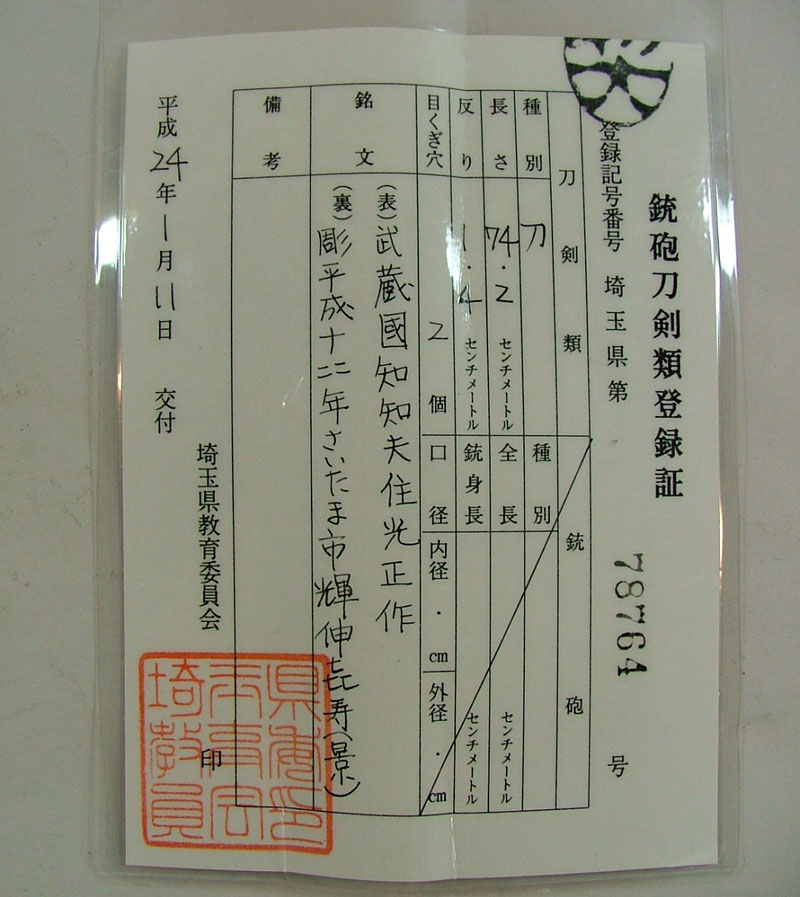 銃砲刀剣類登録証
登録記号番号 埼玉県第 78764 号
刀剣類 銃砲
種別 刀 種別
長さ 74.2 センチメートル 全長 センチメートル
反り 1.4 センチメートル 銃身長 センチメートル
目くぎ穴 2個 口径 内径 . cm 外径 . cm
銘文 (表)武蔵國知知夫住光正作
(裏)彫平成十二年さいたま市輝伸㐂寿(景)
備考
平成24年1月11日 交付
埼玉県教育委員会 印